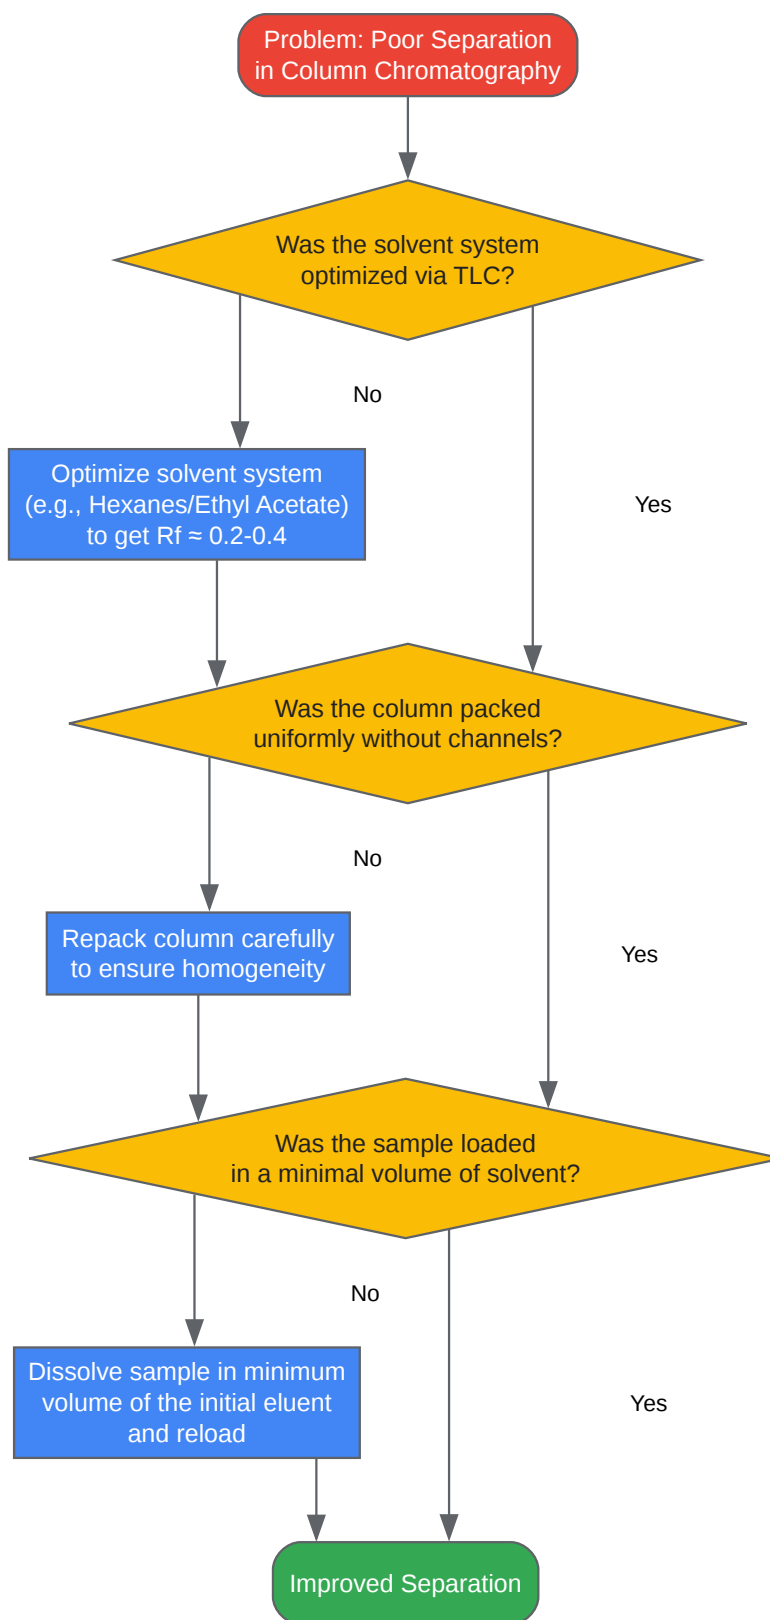 Problem: Poor Separation
in Column Chromatography
Was the solvent system
optimized via TLC?
No
Optimize solvent system
(e.g., Hexanes/Ethyl Acetate)
to get Rf ≈ 0.2-0.4
Yes
Was the column packed
uniformly without channels?
No
Repack column carefully
to ensure homogeneity
Yes
Was the sample loaded
in a minimal volume of solvent?
No
Dissolve sample in minimum
volume of the initial eluent
and reload
Yes
Improved Separation